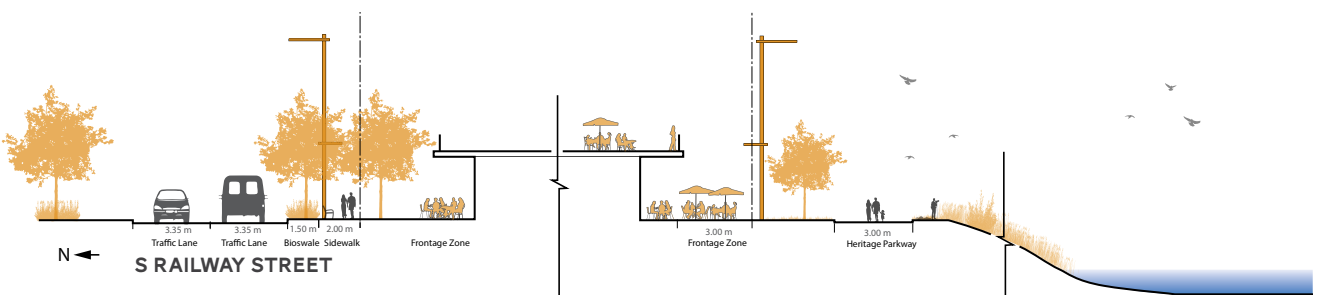 3.35 m 3.35 m 1.50 m 2.00 m 3.00 m 3.00 m
Traffic Lane Traffic Lane Bioswale Sidewalk Frontage Zone Frontage Zone Heritage Parkway
N
S RAILWAY STREET